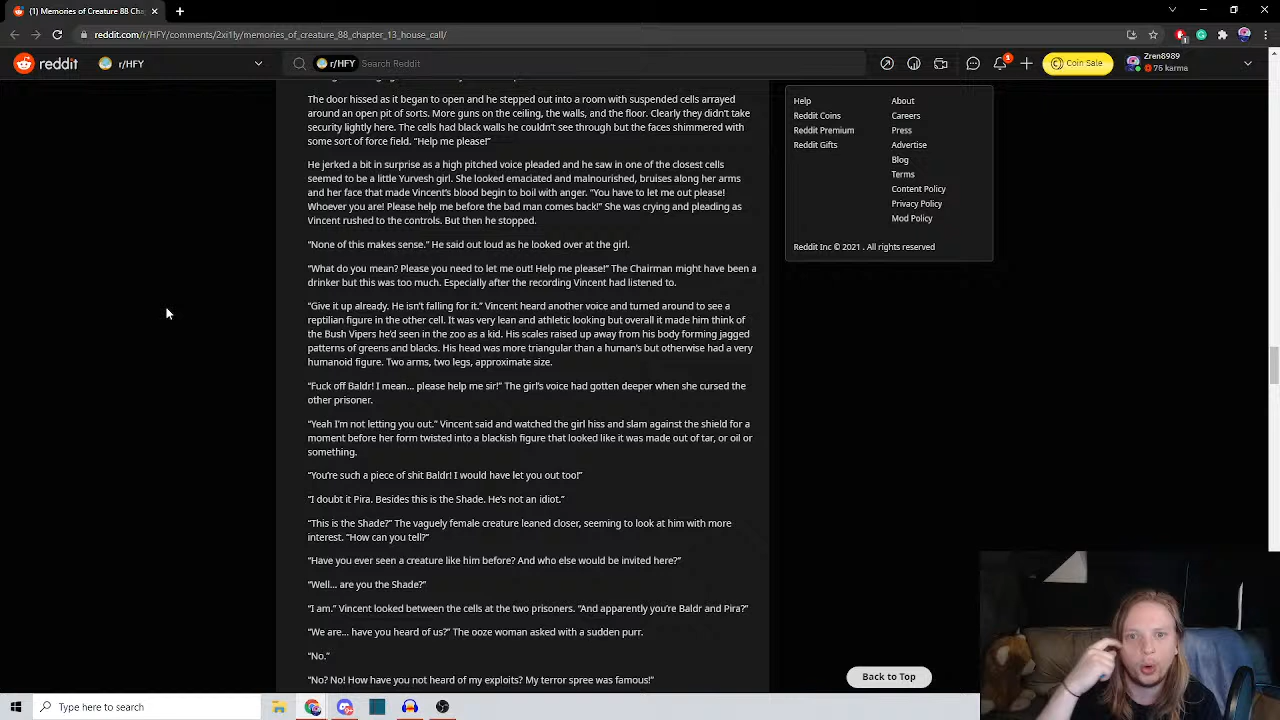 (1) Memories of Creature 88 Cha
reddit.com/r/HFY/comments/2xi1ly/memories_of_creature_88_chapter_13_house_call/
reddit
r/HFY
r/HFY
Search Reddit
1
Coin Sale
Zren8989
75 karma
The door hissed as it began to open and he stepped out into a room with suspended cells arrayed
around an open pit of sorts. More guns on the ceiling, the walls, and the floor. Clearly they didn't take
security lightly here. The cells had black walls he couldn't see through but the faces shimmered with
some sort of force field. “Help me please!”
He jerked a bit in surprise as a high pitched voice pleaded and he saw in one of the closest cells
seemed to be a little Yurvesh girl. She looked emaciated and malnourished, bruises along her arms
and her face that made Vincent's blood begin to boil with anger. “You have to let me out please!
Whoever you are! Please help me before the bad man comes back!” She was crying and pleading as
Vincent rushed to the controls. But then he stopped.
“None of this makes sense.” He said out loud as he looked over at the girl.
“What do you mean? Please you need to let me out! Help me please!” The Chairman might have been a
drinker but this was too much. Especially after the recording Vincent had listened to.
“Give it up already. He isn't falling for it.” Vincent heard another voice and turned around to see a
reptilian figure in the other cell. It was very lean and athletic looking but overall it made him think of
the Bush Vipers he'd seen in the zoo as a kid. His scales raised up away from his body forming jagged
patterns of greens and blacks. His head was more triangular than a human's but otherwise had a very
humanoid figure. Two arms, two legs, approximate size.
“Fuck off Baldr! I mean... please help me sir!” The girl's voice had gotten deeper when she cursed the
other prisoner.
“Yeah I'm not letting you out.” Vincent said and watched the girl hiss and slam against the shield for a
moment before her form twisted into a blackish figure that looked like it was made out of tar, or oil or
something.
“You're such a piece of shit Baldr! I would have let you out too!”
“I doubt it Pira. Besides this is the Shade. He's not an idiot.”
“This is the Shade?” The vaguely female creature leaned closer, seeming to look at him with more
interest. “How can you tell?”
“Have you ever seen a creature like him before? And who else would be invited here?”
“Well... are you the Shade?”
“I am.” Vincent looked between the cells at the two prisoners. “And apparently you're Baldr and Pira?”
“We are... have you heard of us?” The ooze woman asked with a sudden purr.
“No.”
“No? No! How have you not heard of my exploits? My terror spree was famous!”
Help
About
Reddit Coins
Careers
Reddit Premium
Press
Reddit Gifts
Advertise
Blog
Terms
Content Policy
Privacy Policy
Mod Policy
Reddit Inc © 2021 . All rights reserved
Back to Top
Type here to search